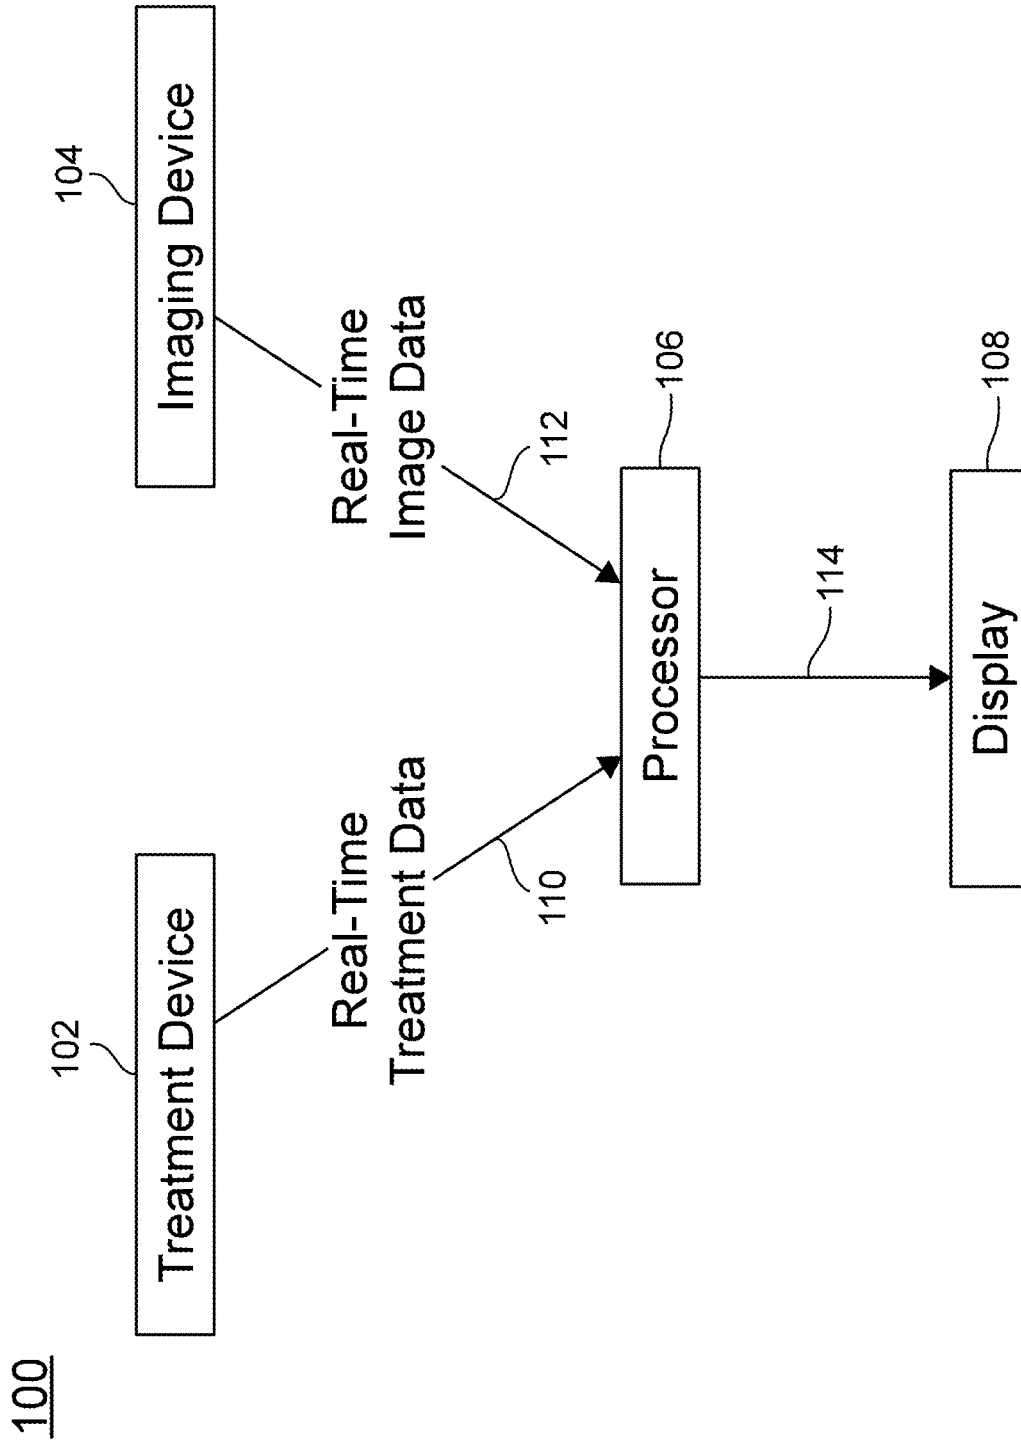 100
102
104
Treatment Device
Imaging Device
Real-Time
Treatment Data
Real-Time
Image Data
110
112
Processor
106
114
Display
108